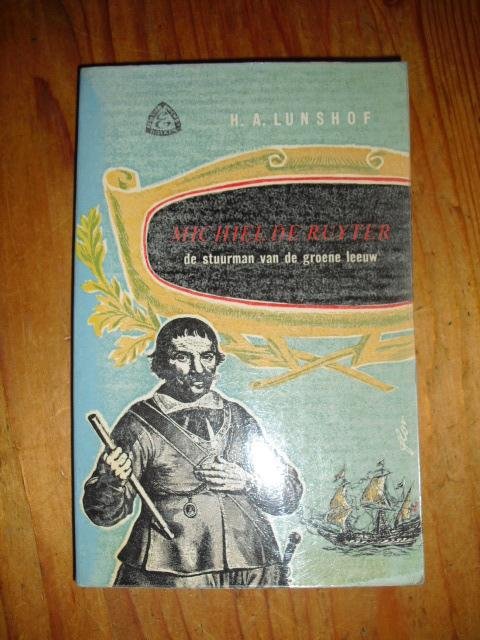 H. A. LUNSHOF
MICHIEL DE RUYTER
de stuurman van de groene leeuw